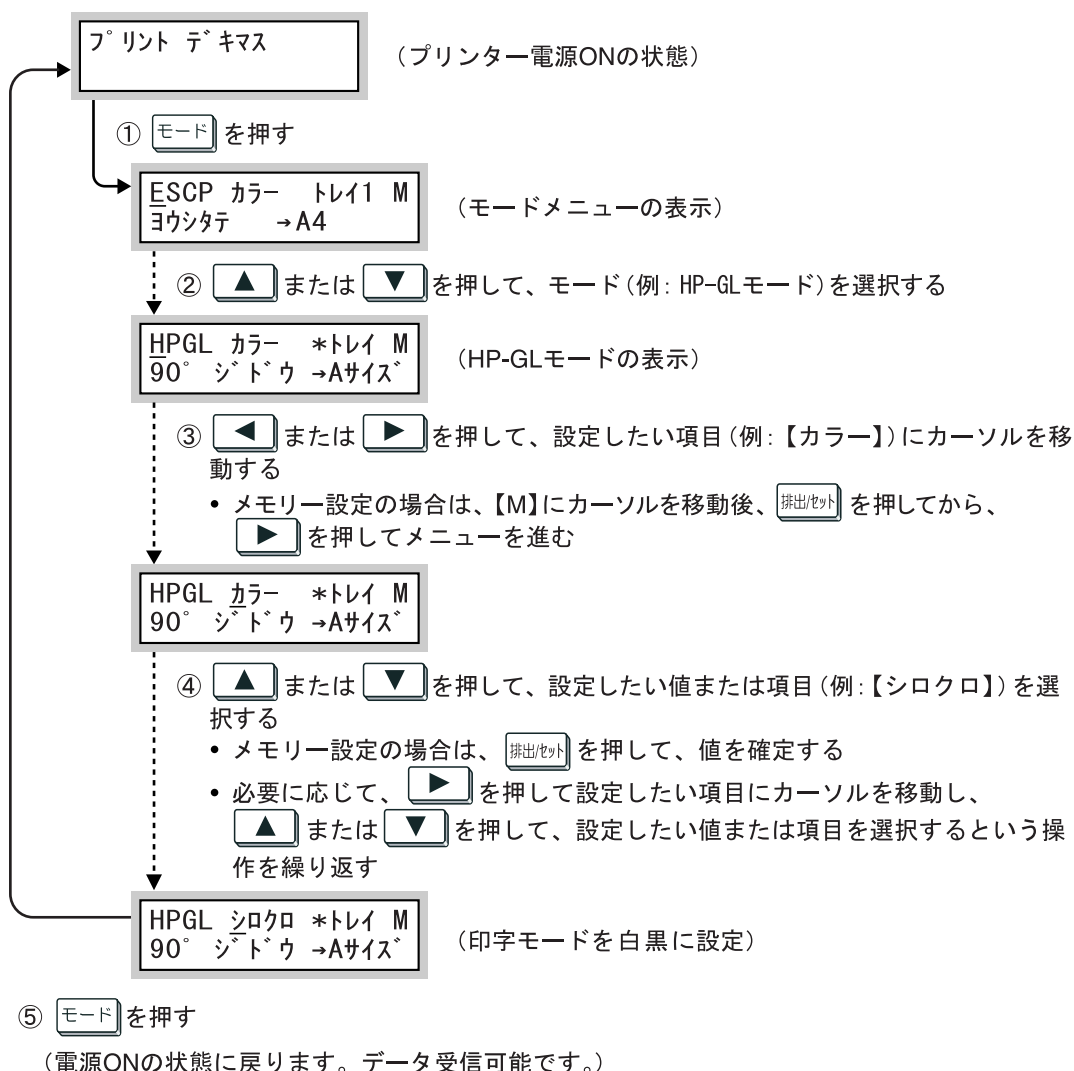 プリント デキマス
（プリンター電源ONの状態）
① モード を押す
ESCP カラー トレイ1 M
ヨウシタテ →A4
（モードメニューの表示）
② ▲ または ▼ を押して、モード（例：HP-GLモード）を選択する
HPGL カラー *トレイ M
90° ジドウ →Aサイズ
（HP-GLモードの表示）
③ ◀ または ▶ を押して、設定したい項目（例：【カラー】）にカーソルを移
動する
• メモリー設定の場合は、【M】にカーソルを移動後、 排出/セット を押してから、
▶ を押してメニューを進む
HPGL カラー *トレイ M
90° ジドウ →Aサイズ
④ ▲ または ▼ を押して、設定したい値または項目（例：【シロクロ】）を選
択する
• メモリー設定の場合は、 排出/セット を押して、値を確定する
• 必要に応じて、 ▶ を押して設定したい項目にカーソルを移動し、
▲ または ▼ を押して、設定したい値または項目を選択するという操
作を繰り返す
HPGL シロクロ *トレイ M
90° ジドウ →Aサイズ
（印字モードを白黒に設定）
⑤ モード を押す
（電源ONの状態に戻ります。データ受信可能です。）